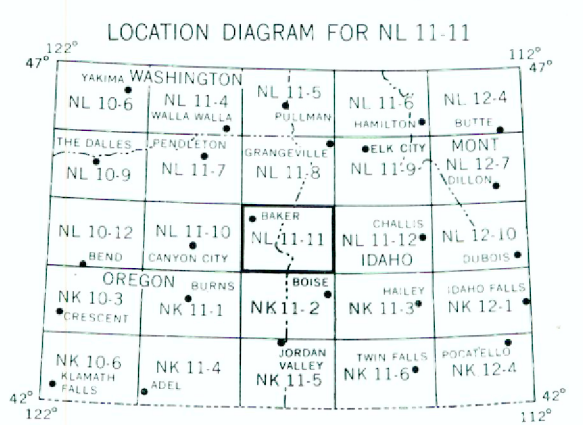 LOCATION DIAGRAM FOR NL 11-11
122° 112°
47° 47°
YAKIMA WASHINGTON
NL 10-6
NL 11-4
WALLA WALLA
NL 11-5
PULLMAN
NL 11-6
HAMILTON
NL 12-4
BUTTE
THE DALLES
NL 10-9
PENDLETON
NL 11-7
GRANGEVILLE
NL 11-8
ELK CITY
NL 11-9
MONT
NL 12-7
DILLON
NL 10-12
BEND
NL 11-10
CANYON CITY
BAKER
NL 11-11
CHALLIS
NL 11-12
IDAHO
NL 12-10
DUBOIS
OREGON
NK 10-3
CRESCENT
BURNS
NK 11-1
BOISE
NK 11-2
HAILEY
NK 11-3
IDAHO FALLS
NK 12-1
NK 10-6
KLAMATH
FALLS
NK 11-4
ADEL
JORDAN
VALLEY
NK 11-5
TWIN FALLS
NK 11-6
POCATELLO
NK 12-4
42° 42°
122° 112°